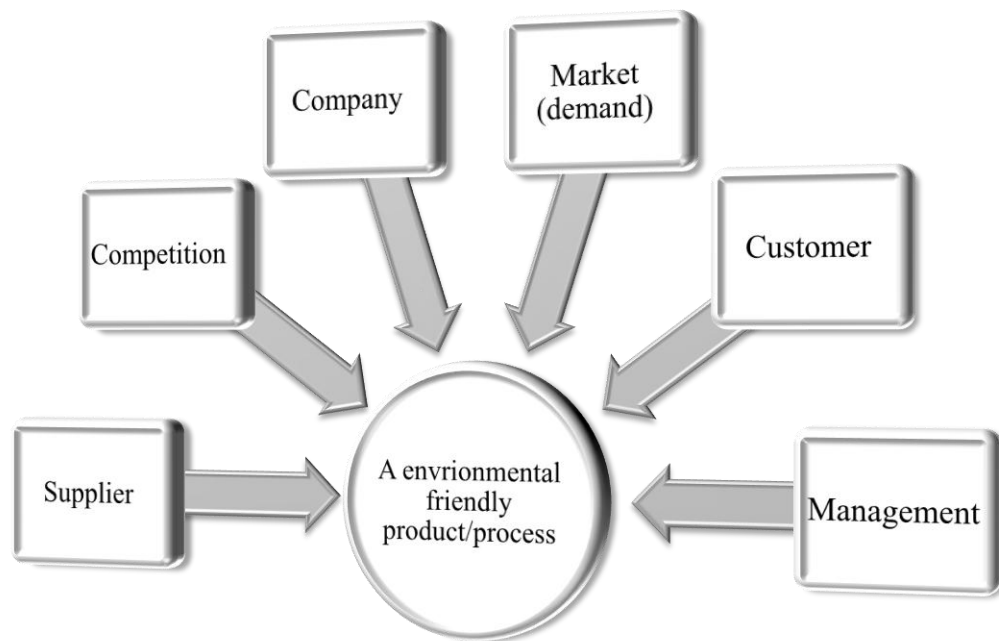 Company
Market
(demand)
Competition
Customer
Supplier
A envrionmental
friendly
product/process
Management